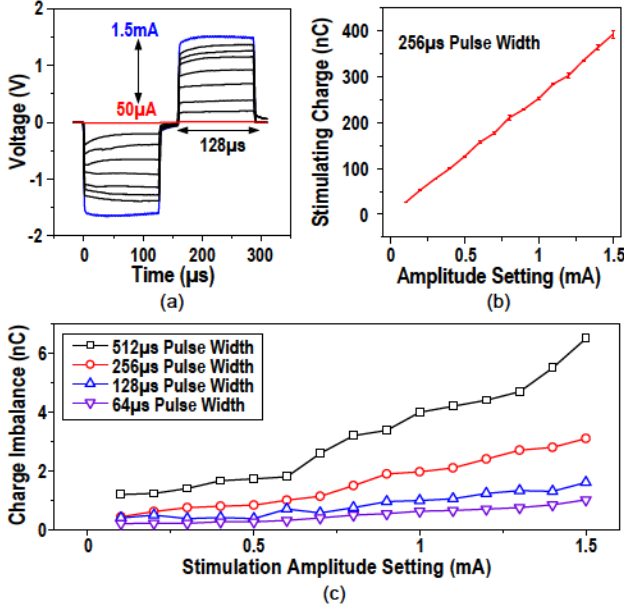 2
1
0
-1
-2
Voltage (V)
1.5mA
50µA
128µs
0 100 200 300
Time (µs)
(a)
400
300
200
100
0
Stimulating Charge (nC)
256µs Pulse Width
0 0.5 1 1.5
Amplitude Setting (mA)
(b)
6
4
2
0
Charge Imbalance (nC)
512µs Pulse Width
256µs Pulse Width
128µs Pulse Width
64µs Pulse Width
0 0.5 1 1.5
Stimulation Amplitude Setting (mA)
(c)